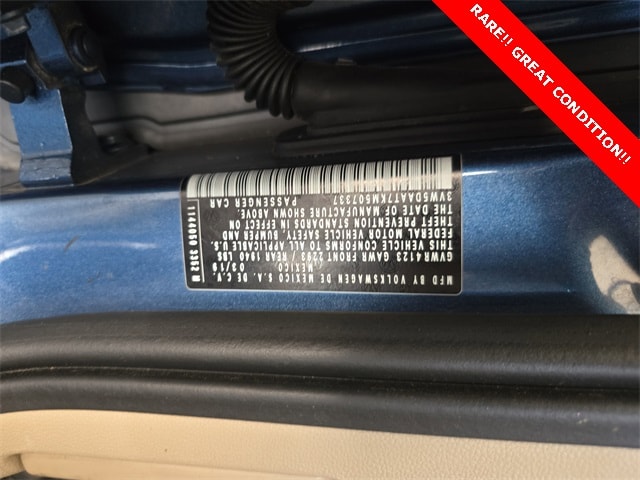 RARE!! GREAT CONDITION!!
MFD BY VOLKSWAGEN DE MEXICO S.A. DE C.V.
MEXICO 03/19
GVWR 4123 GAWR FRONT 2293 / REAR 1940 LBS
THIS VEHICLE CONFORMS TO ALL APPLICABLE U.S.
FEDERAL MOTOR VEHICLE SAFETY BUMPER AND
THEFT PREVENTION STANDARDS IN EFFECT ON
THE DATE OF MANUFACTURE SHOWN ABOVE.
3VWSDAAT7KM507337 PASSENGER CAR